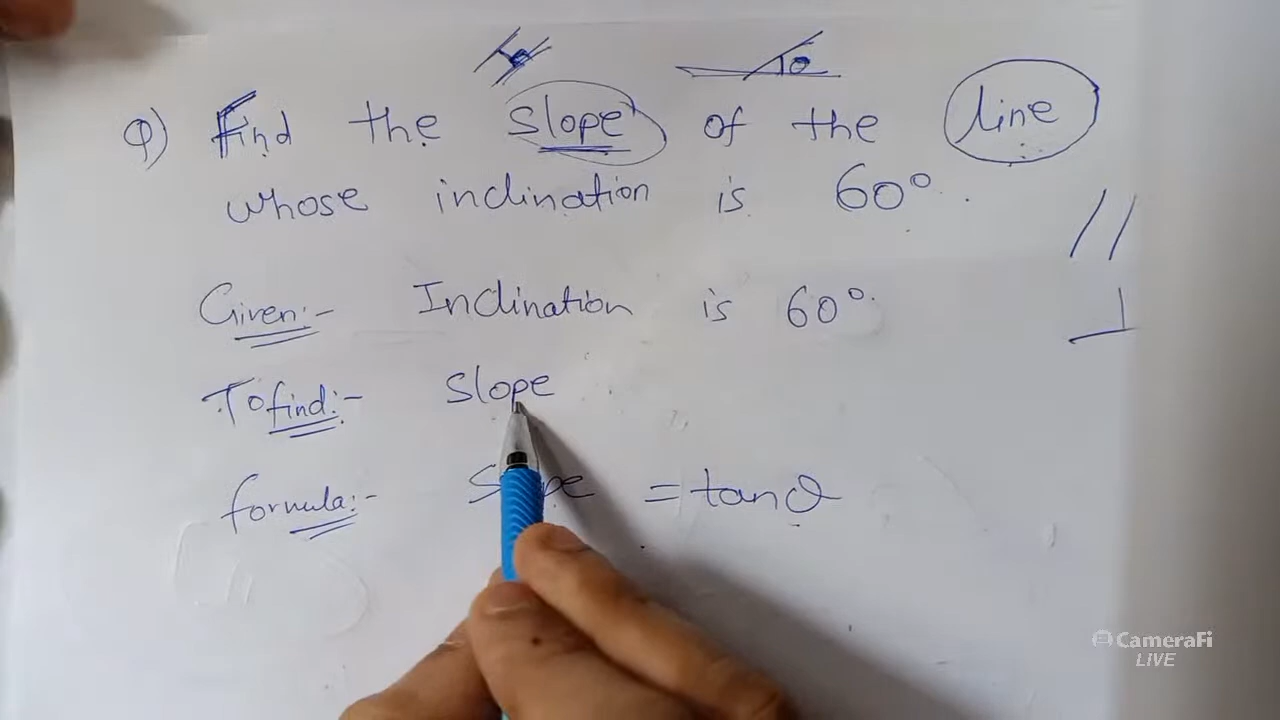 Q) Find the slope of the line
whose inclination is 60°.
Given:- Inclination is 60°.
To find:- Slope
formula:- = tanθ
CameraFi
LIVE